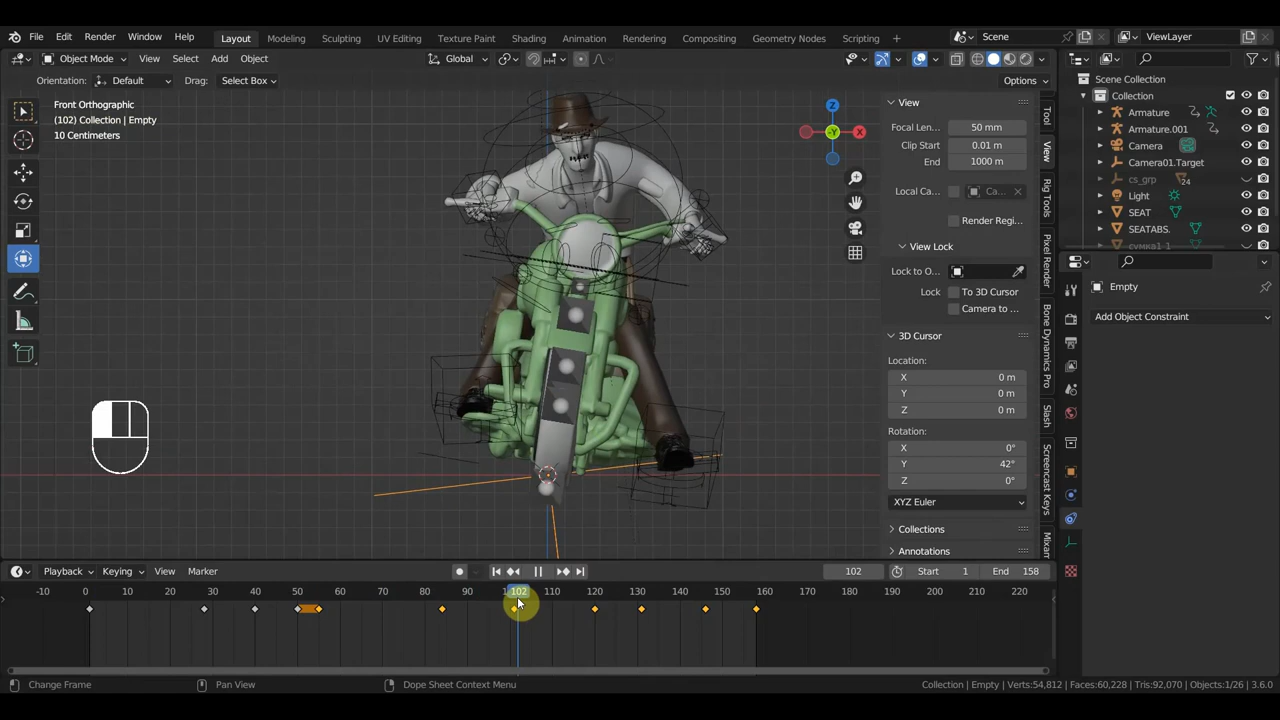 File Edit Render Window Help Layout Modeling Sculpting UV Editing Texture Paint Shading Animation Rendering Compositing Geometry Nodes Scripting + Scene ViewLayer
Object Mode View Select Add Object Global
Orientation: Default Drag: Select Box Options
Front Orthographic
(102) Collection | Empty
10 Centimeters
Z
X
-Y
View
Focal Len... 50 mm
Clip Start 0.01 m
End 1000 m
Local Ca... Ca...
Render Regi...
View Lock
Lock to O...
Lock To 3D Cursor
Camera to ...
3D Cursor
Location:
X 0 m
Y 0 m
Z 0 m
Rotation:
X 0°
Y 42°
Z 0°
XYZ Euler
Collections
Annotations
Tool
View
Rig Tools
Pixel Render
Bone Dynamics Pro
Slash
Screencast Keys
Mixam
Scene Collection
Collection
Armature
Armature.001
Camera
Camera01.Target
cs_grp 24
Light
SEAT
SEATABS.
сумка1_1
Empty
Add Object Constraint
Playback Keying View Marker 102 Start 1 End 158
-10 0 10 20 30 40 50 60 70 80 90 102 110 120 130 140 150 160 170 180 190 200 210 220
Change Frame Pan View Dope Sheet Context Menu Collection | Empty | Verts:54,812 | Faces:60,228 | Tris:92,070 | Objects:1/26 | 3.6.0